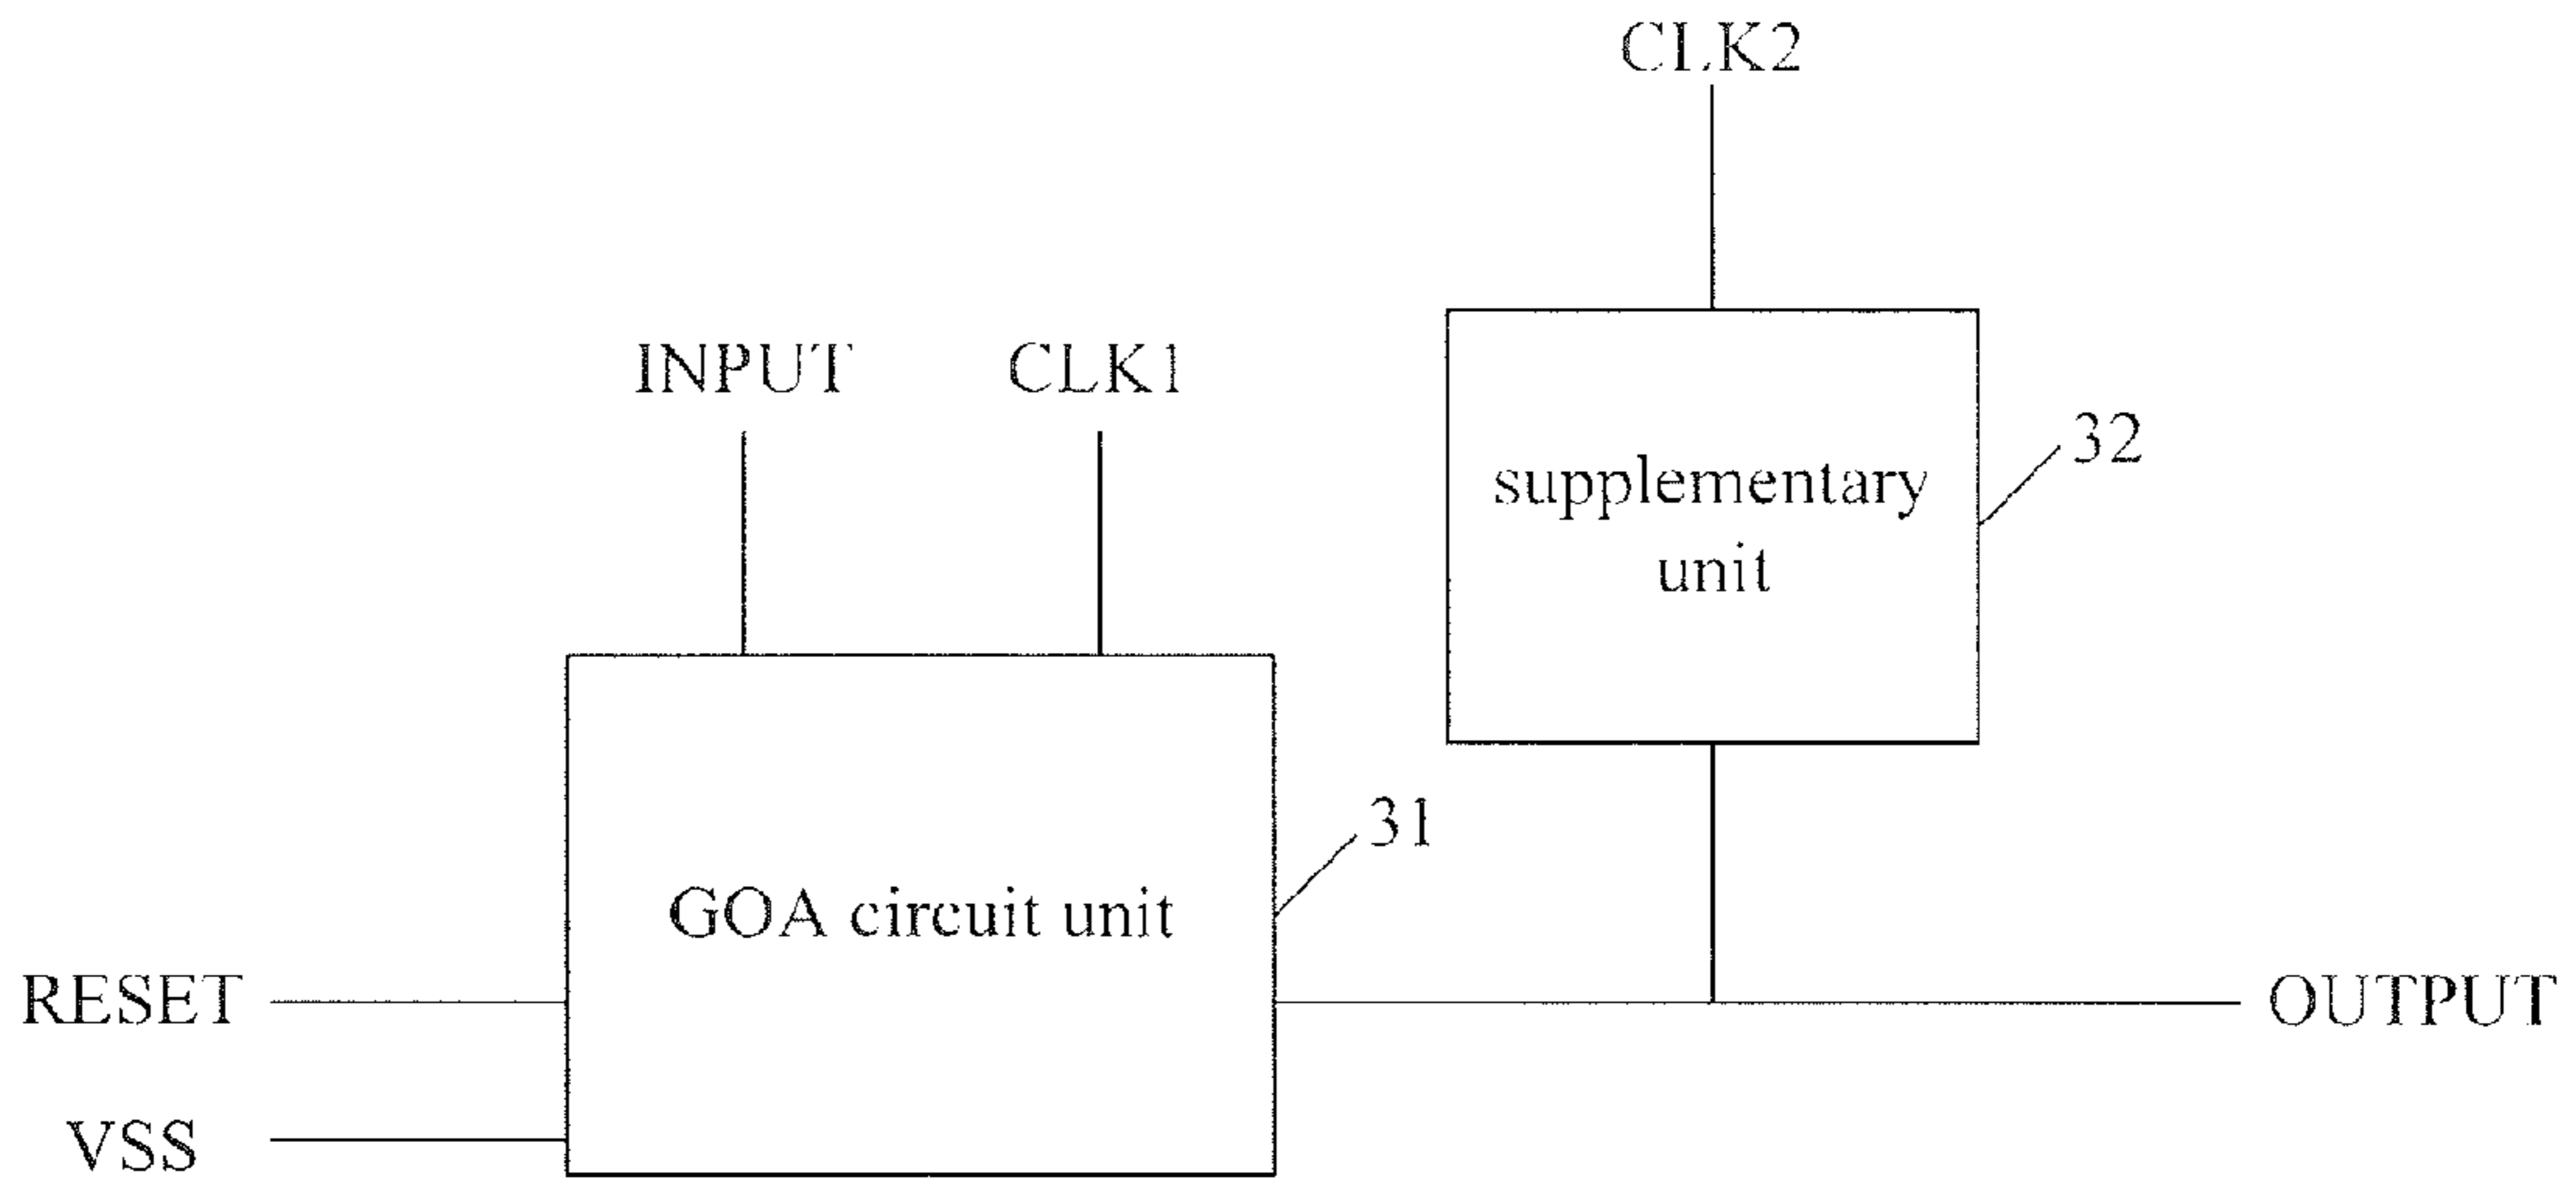 CLK2
INPUT
CLK1
supplementary
unit
32
31
GOA circuit unit
RESET
OUTPUT
VSS